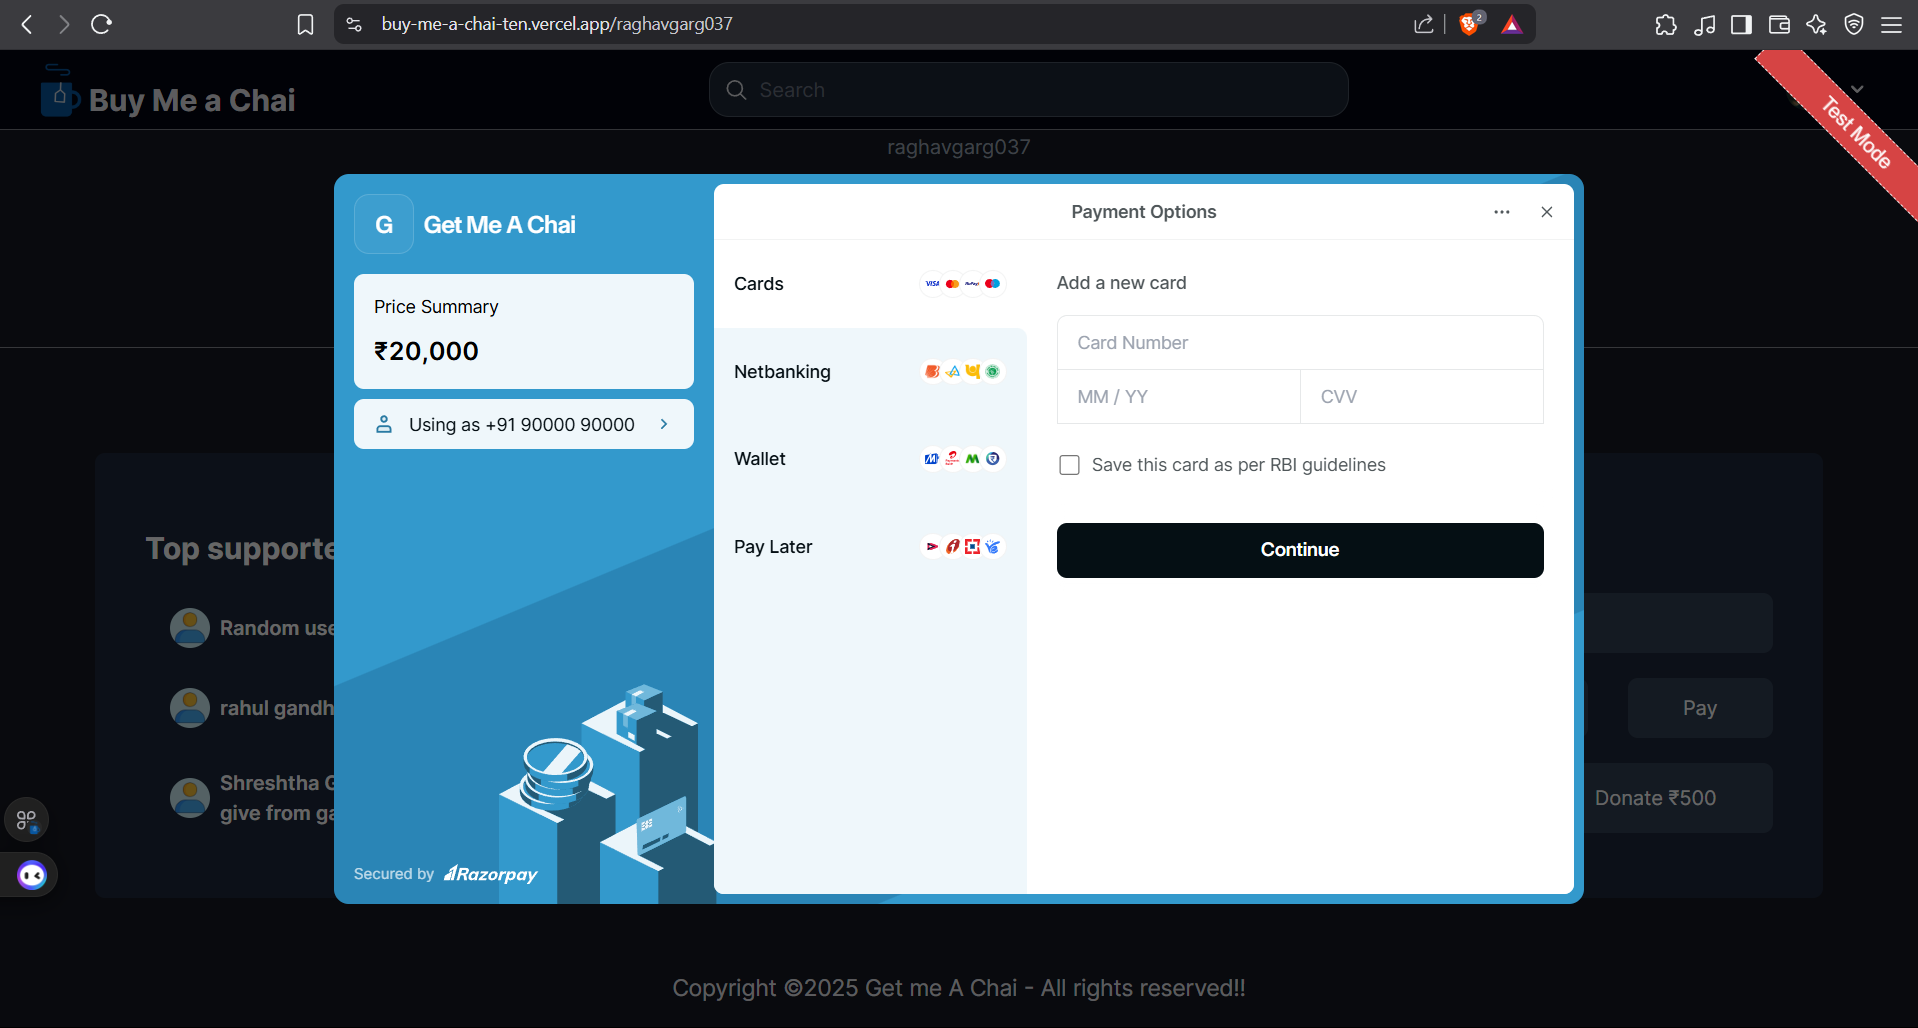 buy-me-a-chai-ten.vercel.app/raghavgarg037
2
Buy Me a Chai
Search
Test Mode
raghavgarg037
G
Get Me A Chai
Price Summary
₹20,000
Using as +91 90000 90000
Secured by Razorpay
Payment Options
Cards
VISA
RuPay
Netbanking
Wallet
Pay Later
Add a new card
Card Number
MM / YY
CVV
Save this card as per RBI guidelines
Continue
Top supporte
Random use
rahul gandh
Shreshtha G
give from ga
Pay
Donate ₹500
Copyright ©2025 Get me A Chai - All rights reserved!!